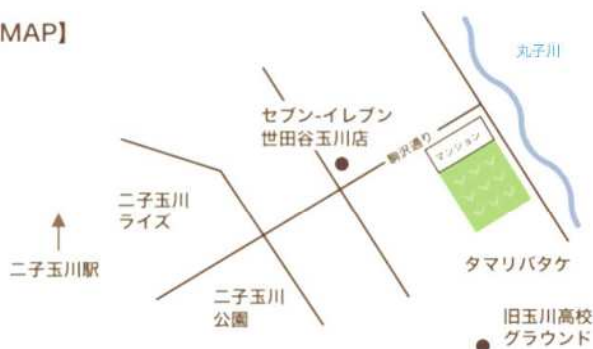 MAP】
丸子川
セブン-イレブン
世田谷玉川店
駒沢通り
マンション
二子玉川
ライズ
二子玉川駅
タマリバタケ
二子玉川
公園
旧玉川高校
グラウンド